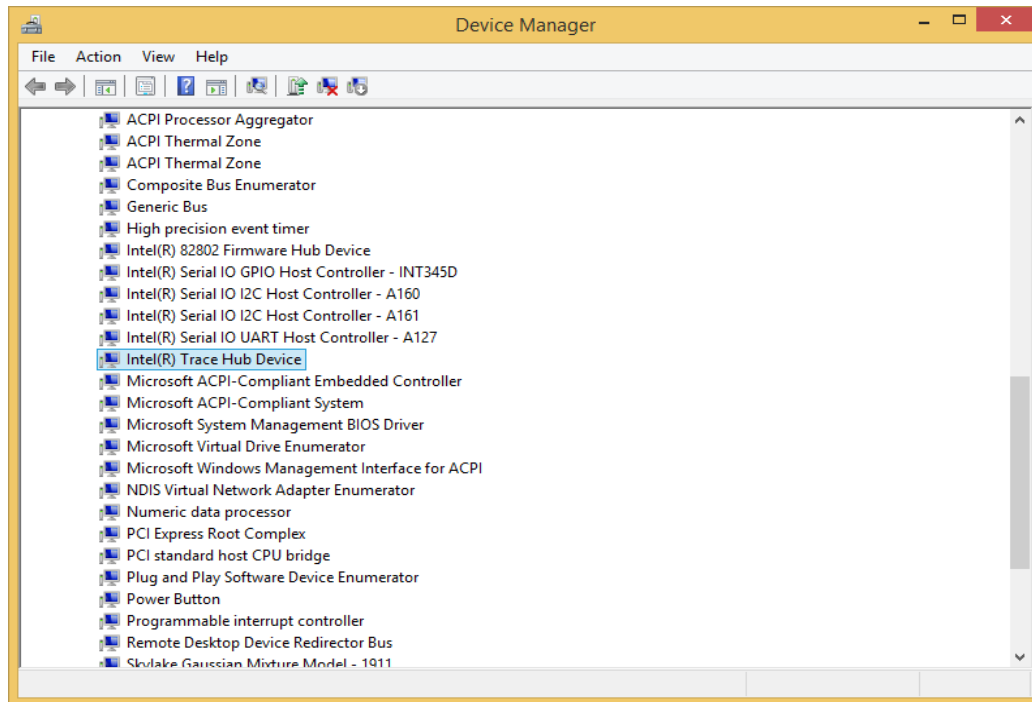 Device Manager
File Action View Help
ACPI Processor Aggregator
ACPI Thermal Zone
ACPI Thermal Zone
Composite Bus Enumerator
Generic Bus
High precision event timer
Intel(R) 82802 Firmware Hub Device
Intel(R) Serial IO GPIO Host Controller - INT345D
Intel(R) Serial IO I2C Host Controller - A160
Intel(R) Serial IO I2C Host Controller - A161
Intel(R) Serial IO UART Host Controller - A127
Intel(R) Trace Hub Device
Microsoft ACPI-Compliant Embedded Controller
Microsoft ACPI-Compliant System
Microsoft System Management BIOS Driver
Microsoft Virtual Drive Enumerator
Microsoft Windows Management Interface for ACPI
NDIS Virtual Network Adapter Enumerator
Numeric data processor
PCI Express Root Complex
PCI standard host CPU bridge
Plug and Play Software Device Enumerator
Power Button
Programmable interrupt controller
Remote Desktop Device Redirector Bus
Skylake Gaussian Mixture Model - 1911